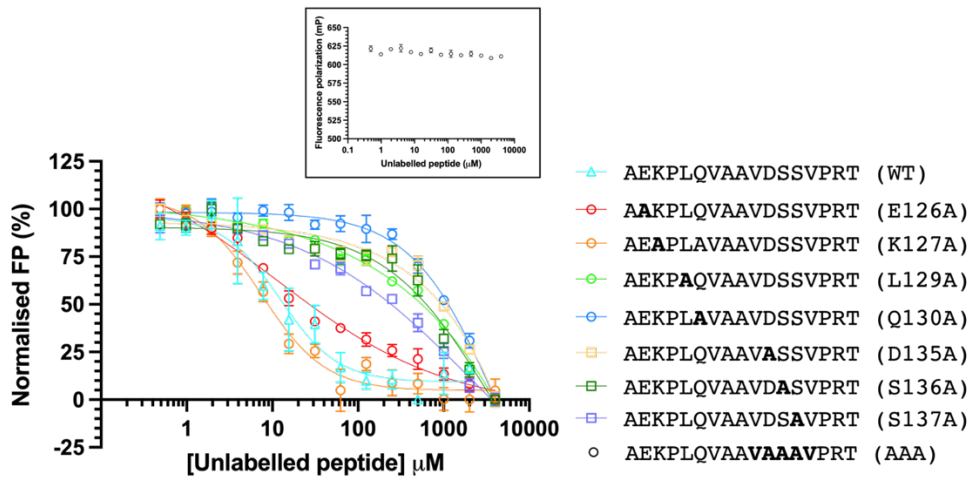 Fluorescence polarization (mP)
675
650
625
600
575
550
525
500
0.1
1
10
100
1000
10000
Unlabelled peptide (μM)
Normalised FP (%)
125
100
75
50
25
0
-25
1
10
100
1000
10000
[Unlabelled peptide] μM
AEKPLQVAAVDSSVPRT (WT)
AAKPLQVAAVDSSVPRT (E126A)
AEAPLAVAAVDSSVPRT (K127A)
AEKPAQVAAVDSSVPRT (L129A)
AEKPLAVAAVDSSVPRT (Q130A)
AEKPLQVAAVASSVPRT (D135A)
AEKPLQVAAVDASVPRT (S136A)
AEKPLQVAAVDSAVPRT (S137A)
AEKPLQVAAVAAAVPRT (AAA)